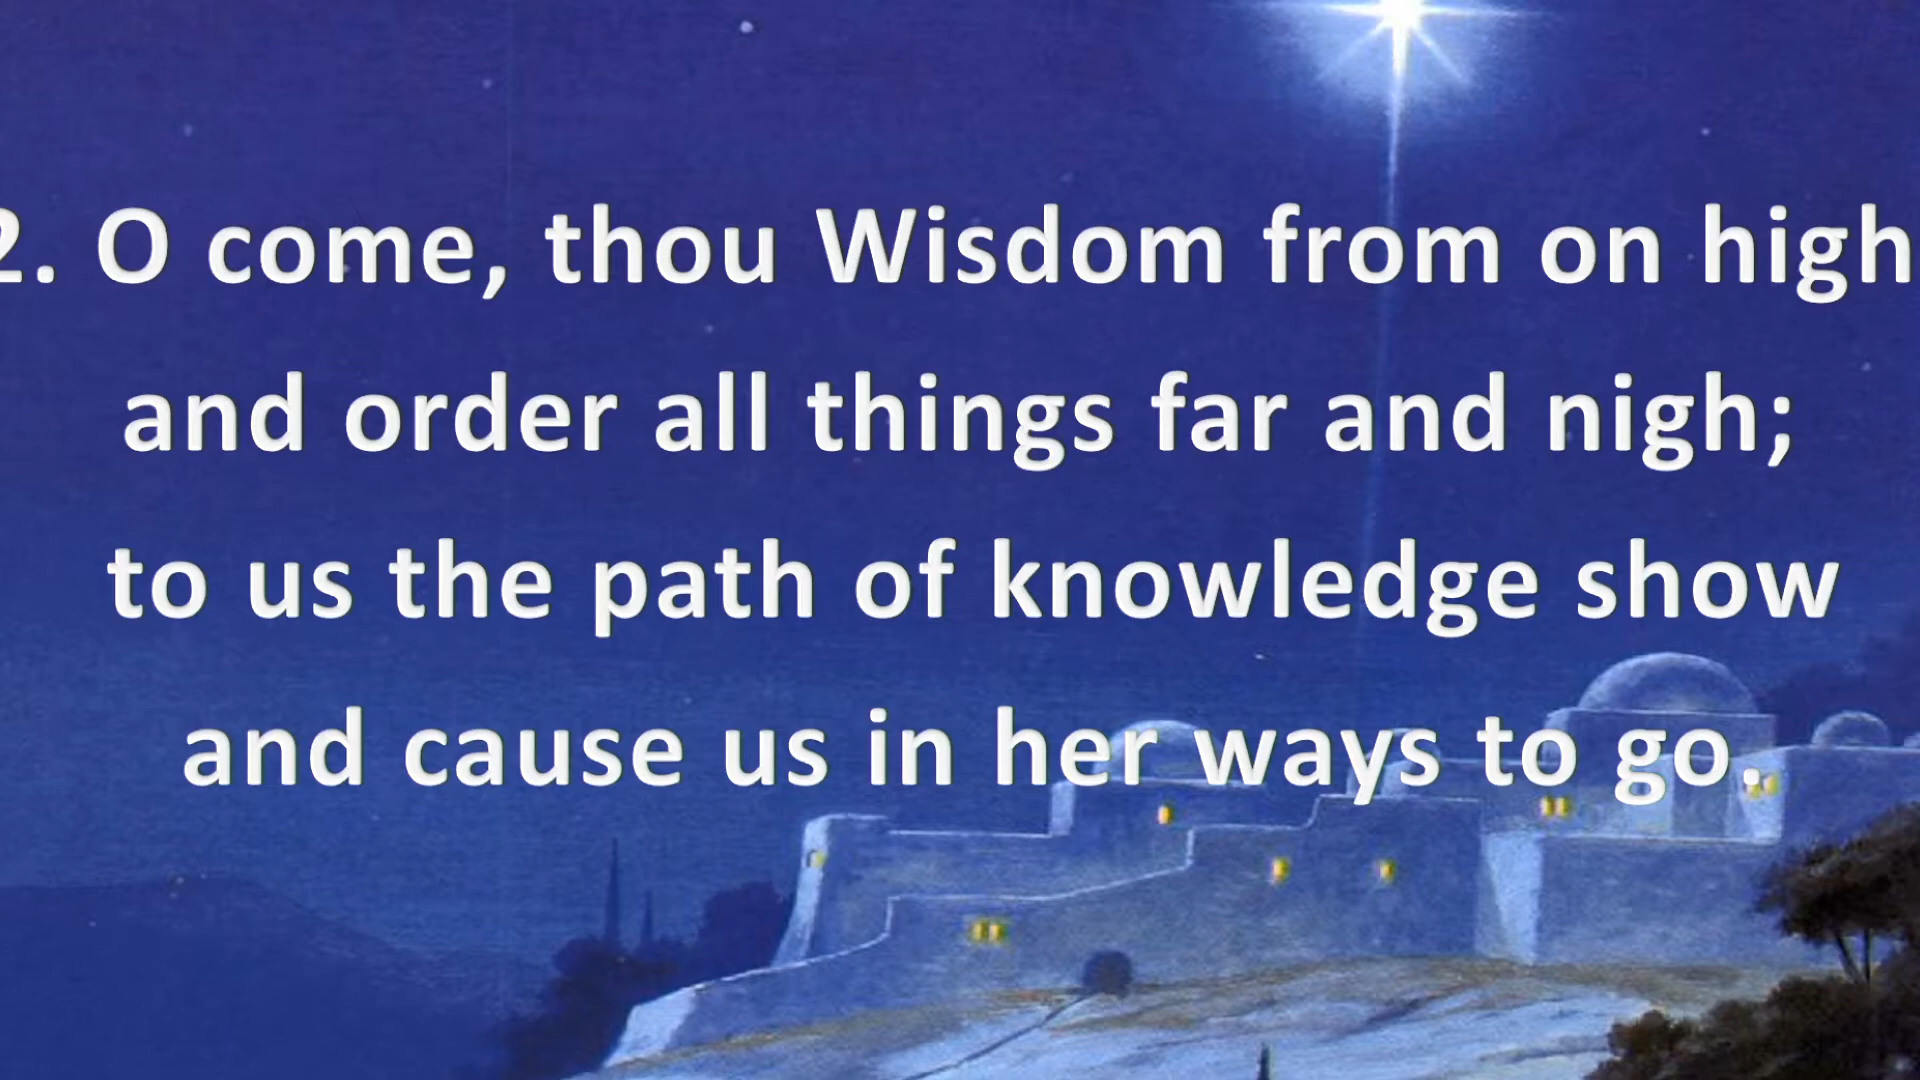 2. O come, thou Wisdom from on high
and order all things far and nigh;
to us the path of knowledge show
and cause us in her ways to go.